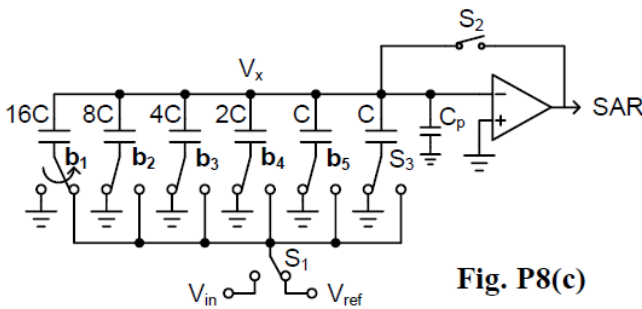 S2
Vx
16C 8C 4C 2C C C Cp SAR
b1 b2 b3 b4 b5 S3
S1
Vin Vref
Fig. P8(c)